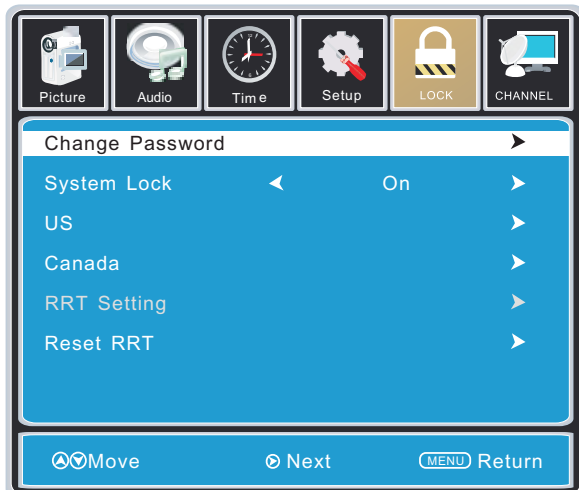 Picture Audio Time Setup LOCK CHANNEL
Change Password
System Lock On
US
Canada
RRT Setting
Reset RRT
Move Next MENU Return